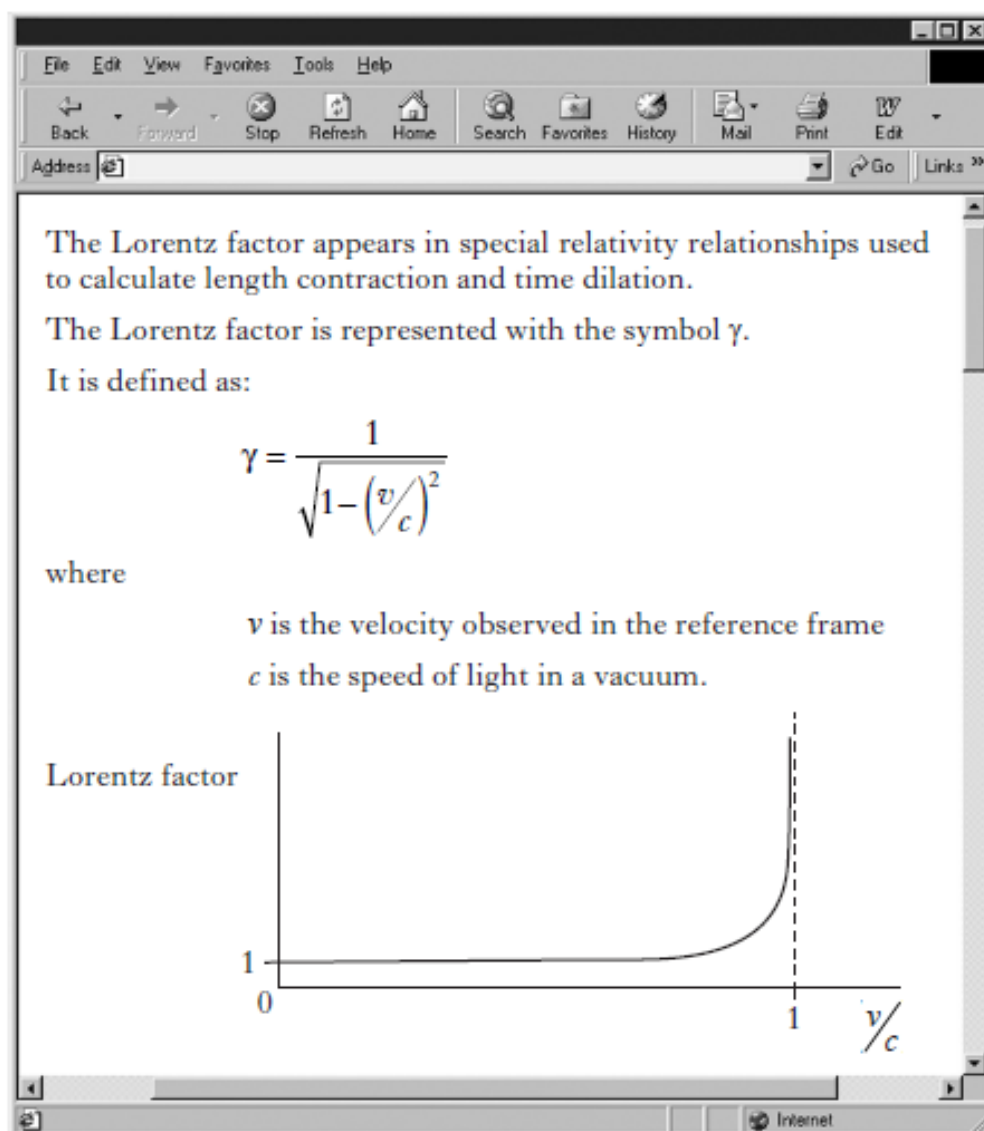 File Edit View Favorites Tools Help
Back Forward Stop Refresh Home Search Favorites History Mail Print Edit
Address Go Links »
The Lorentz factor appears in special relativity relationships used
to calculate length contraction and time dilation.
The Lorentz factor is represented with the symbol γ.
It is defined as:
γ = 1 / √(1 − (v/c)²)
where
v is the velocity observed in the reference frame
c is the speed of light in a vacuum.
Lorentz factor
1
0
1
v/c
Internet